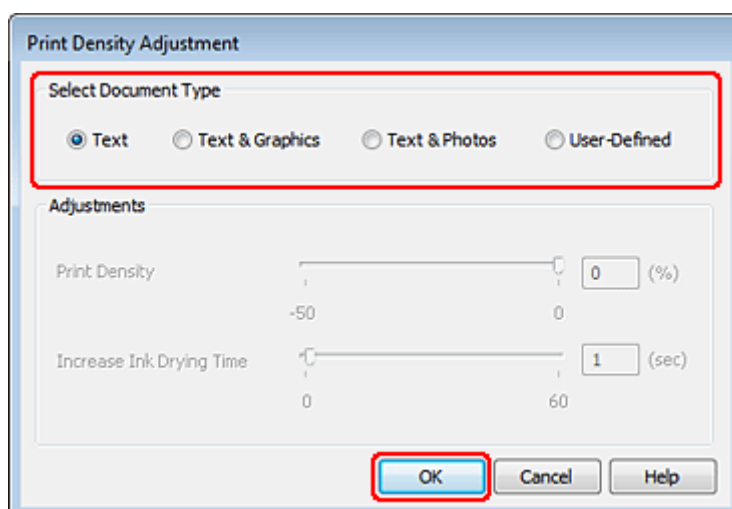 Print Density Adjustment
Select Document Type
Text Text & Graphics Text & Photos User-Defined
Adjustments
Print Density 0 (%)
-50 0
Increase Ink Drying Time 1 (sec)
0 60
OK Cancel Help